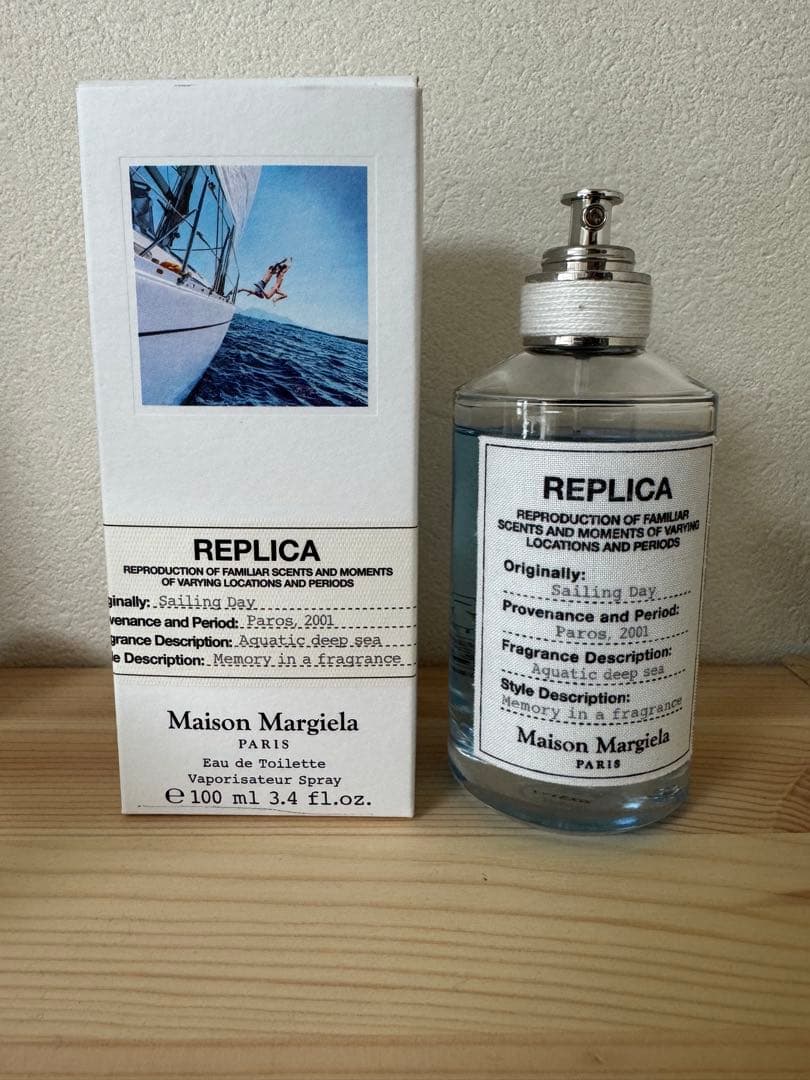 REPLICA
REPRODUCTION OF FAMILIAR SCENTS AND MOMENTS
OF VARYING LOCATIONS AND PERIODS
ginally: Sailing Day
venance and Period: Paros, 2001
grance Description: Aquatic deep sea
e Description: Memory in a fragrance
Maison Margiela
PARIS
Eau de Toilette
Vaporisateur Spray
℮ 100 ml 3.4 fl.oz.
REPLICA
REPRODUCTION OF FAMILIAR
SCENTS AND MOMENTS OF VARYING
LOCATIONS AND PERIODS
Originally:
Sailing Day
Provenance and Period:
Paros, 2001
Fragrance Description:
Aquatic deep sea
Style Description:
Memory in a fragrance
Maison Margiela
PARIS